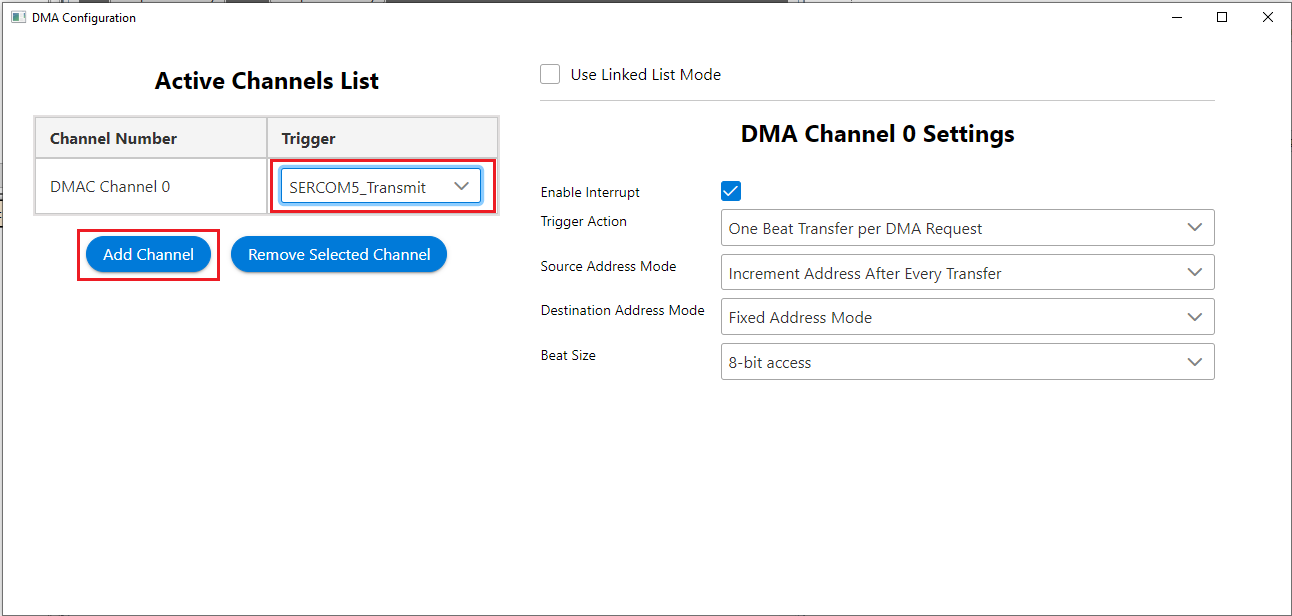 DMA Configuration
Active Channels List
Channel Number Trigger
DMAC Channel 0 SERCOM5_Transmit
Add Channel Remove Selected Channel
Use Linked List Mode
DMA Channel 0 Settings
Enable Interrupt
Trigger Action One Beat Transfer per DMA Request
Source Address Mode Increment Address After Every Transfer
Destination Address Mode Fixed Address Mode
Beat Size 8-bit access